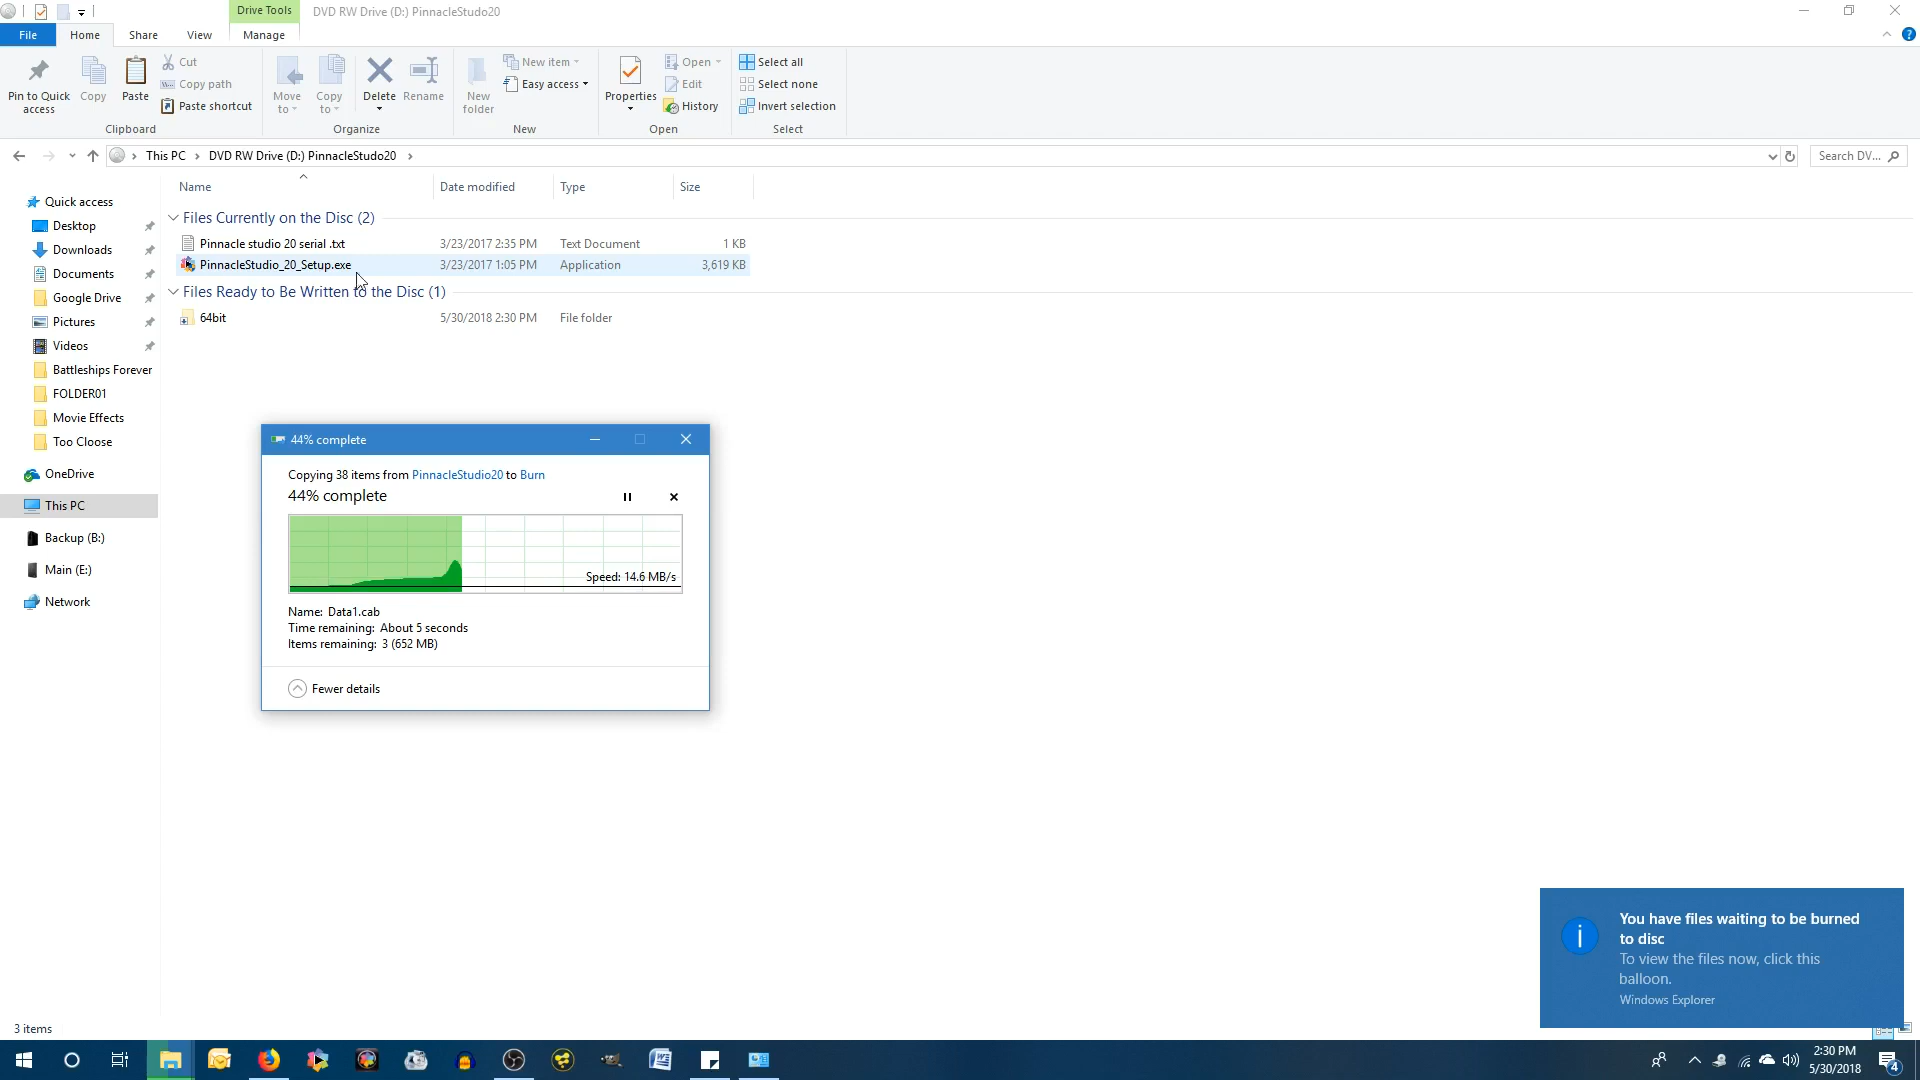 Drive Tools
DVD RW Drive (D:) PinnacleStudo20
File
Home
Share
View
Manage
Pin to Quick
access
Copy
Paste
Cut
Copy path
Paste shortcut
Clipboard
Move
to
Copy
to
Delete
Rename
Organize
New
folder
New item
Easy access
New
Properties
Open
Edit
History
Open
Select all
Select none
Invert selection
Select
This PC
DVD RW Drive (D:) PinnacleStudo20
Search DV...
Name
Date modified
Type
Size
Files Currently on the Disc (2)
Pinnacle studio 20 serial .txt 3/23/2017 2:35 PM Text Document 1 KB
PinnacleStudio_20_Setup.exe 3/23/2017 1:05 PM Application 3,619 KB
Files Ready to Be Written to the Disc (1)
64bit 5/30/2018 2:30 PM File folder
Quick access
Desktop
Downloads
Documents
Google Drive
Pictures
Videos
Battleships Forever
FOLDER01
Movie Effects
Too Cloose
OneDrive
This PC
Backup (B:)
Main (E:)
Network
44% complete
Copying 38 items from PinnacleStudo20 to Burn
44% complete
Speed: 14.6 MB/s
Name: Data1.cab
Time remaining: About 5 seconds
Items remaining: 3 (652 MB)
Fewer details
You have files waiting to be burned
to disc
To view the files now, click this
balloon.
Windows Explorer
3 items
2:30 PM
5/30/2018
4